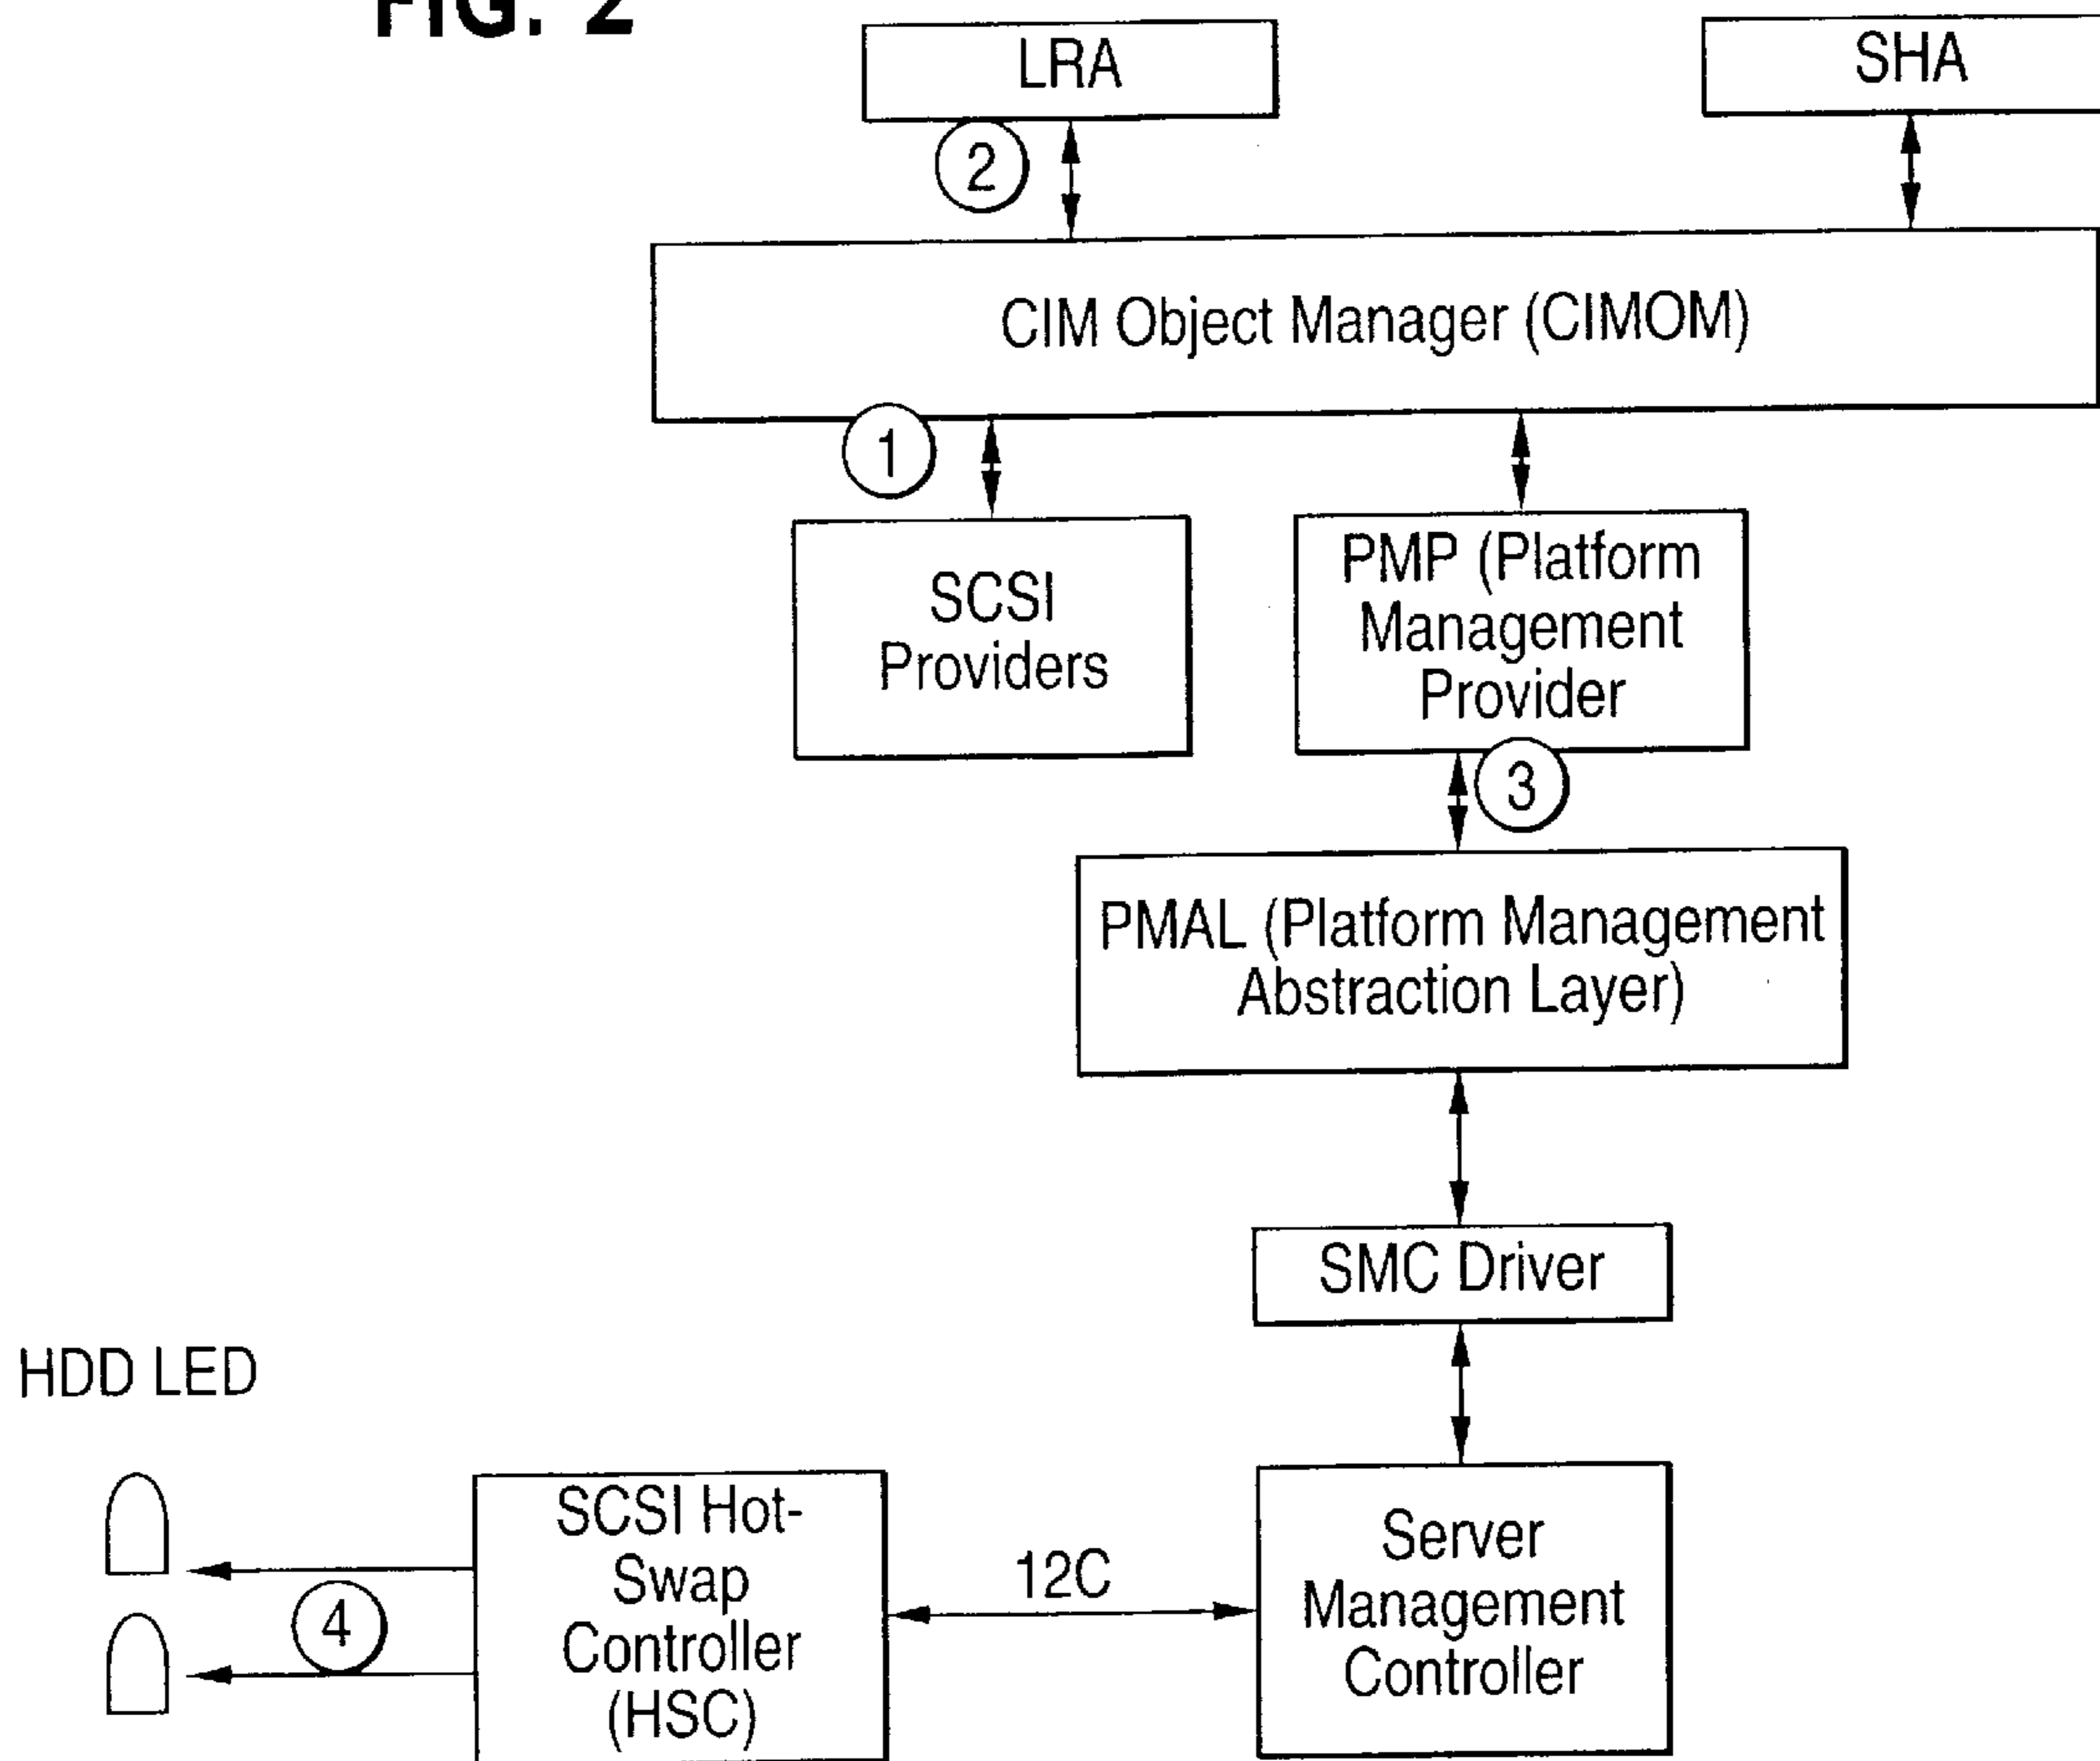 FIG. 2
LRA
SHA
2
CIM Object Manager (CIMOM)
1
SCSI
Providers
PMP (Platform
Management
Provider
3
PMAL (Platform Management
Abstraction Layer)
SMC Driver
HDD LED
SCSI Hot-
Swap
Controller
(HSC)
12C
Server
Management
Controller
4